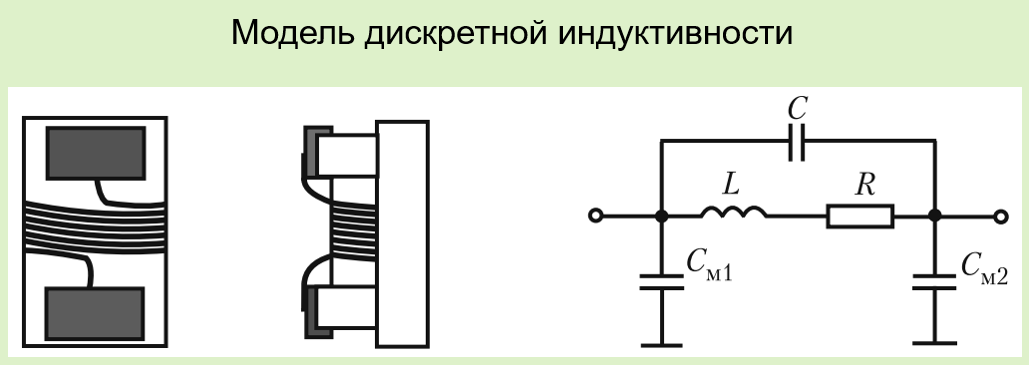 Модель дискретной индуктивности
C
L
R
Cм1
Cм2